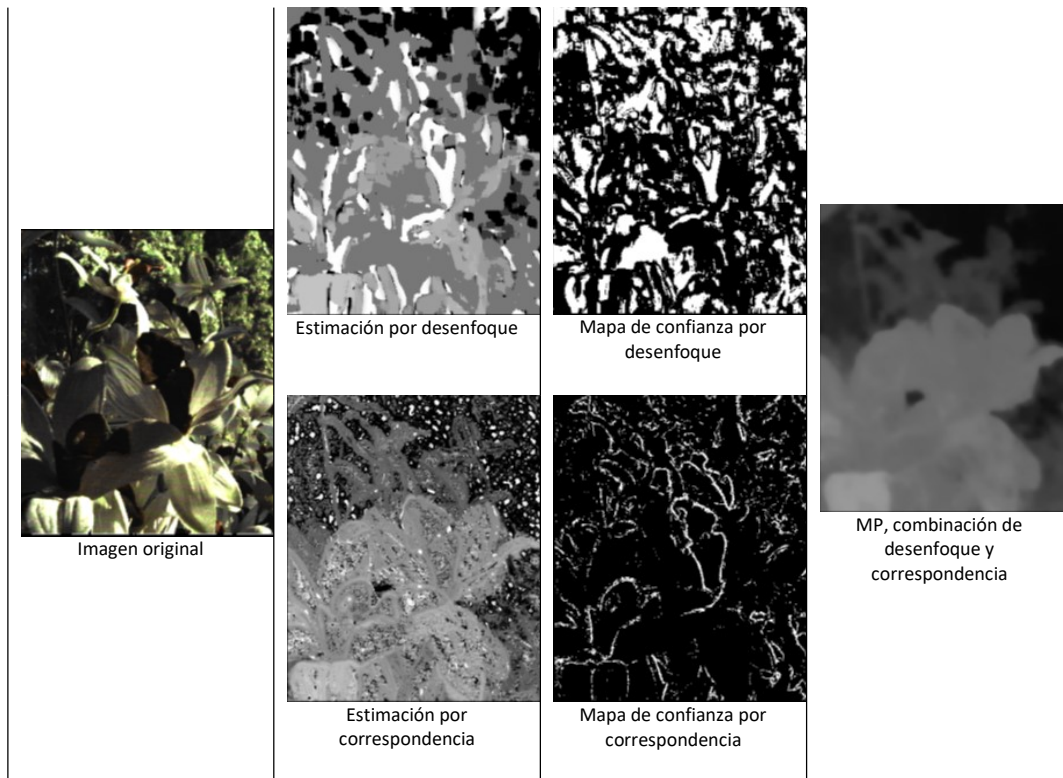 Imagen original
Estimación por desenfoque
Estimación por
correspondencia
Mapa de confianza por
desenfoque
Mapa de confianza por
correspondencia
MP, combinación de
desenfoque y
correspondencia